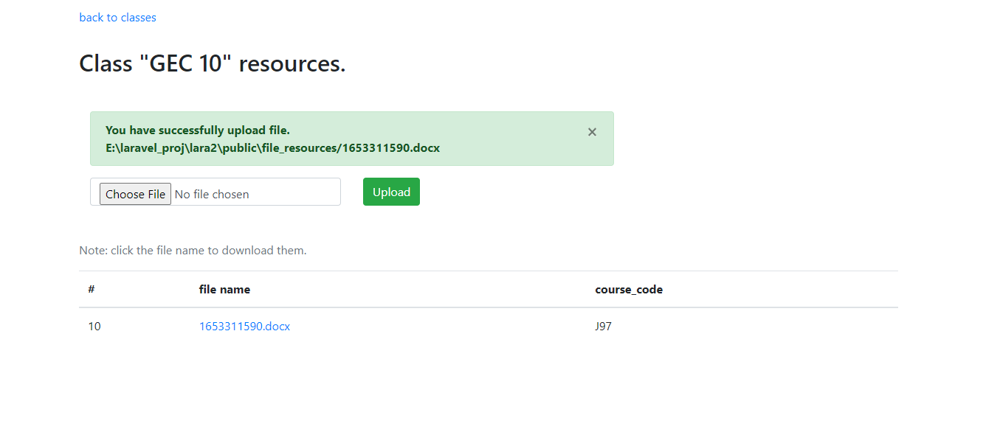 back to classes
Class "GEC 10" resources.
You have successfully upload file.
E:\laravel_proj\lara2\public\file_resources/1653311590.docx
×
Choose File No file chosen
Upload
Note: click the file name to download them.
# file name course_code
10 1653311590.docx J97